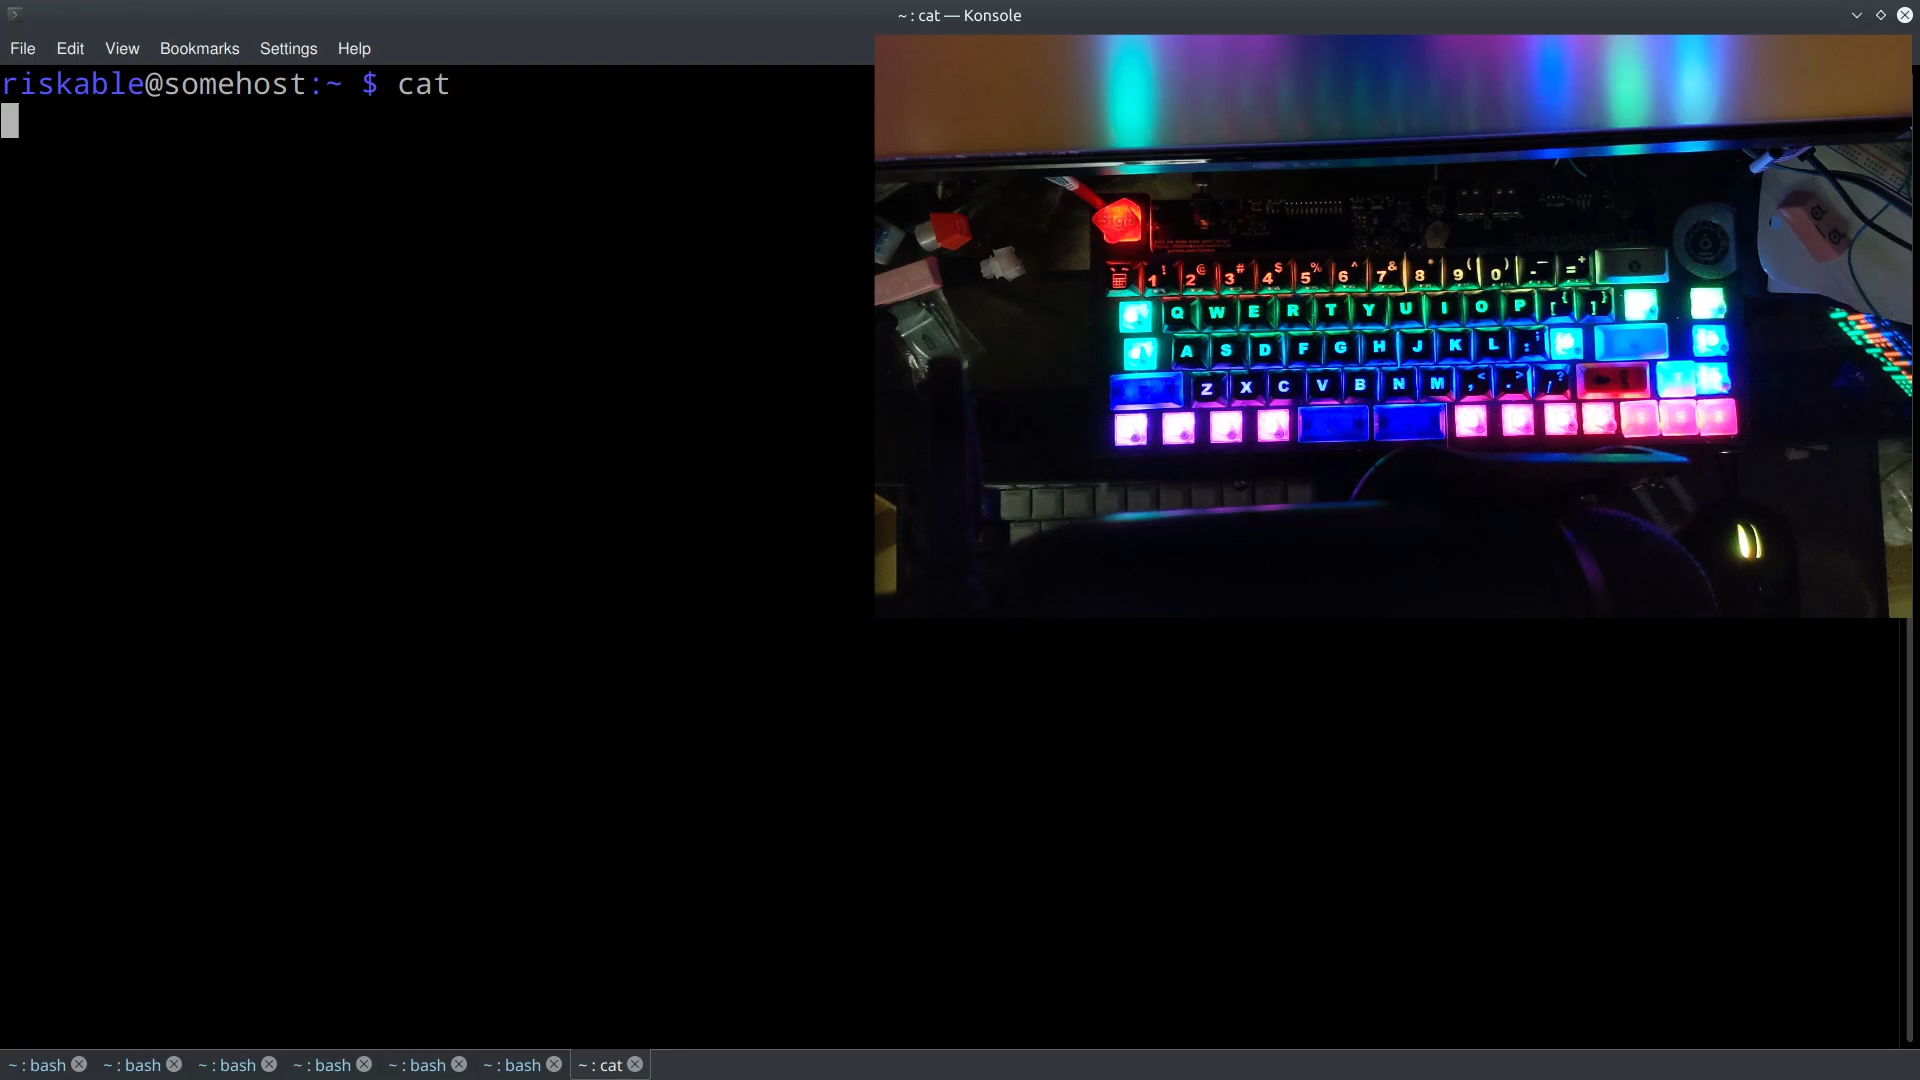 ~ : cat — Konsole
File Edit View Bookmarks Settings Help
riskable@somehost:~ $ cat
Sigh
1 ! 2 @ 3 # 4 $ 5 % 6 ^ 7 & 8 * 9 ( 0 ) - _ = +
Q W E R T Y U I O P [ { ] }
A S D F G H J K L ; :
Z X C V B N M , < . > / ?
~ : bash ~ : bash ~ : bash ~ : bash ~ : bash ~ : bash ~ : cat